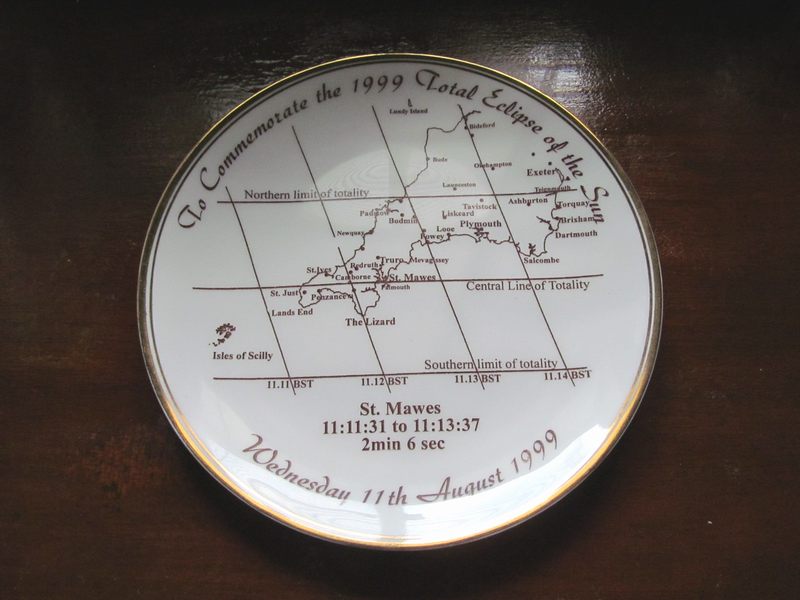 To Commemorate the 1999 Total Eclipse of the Sun
Lundy Island
Bideford
Bude
Okehampton
Exeter
Launceston
Teignmouth
Northern limit of totality
Tavistock
Ashburton
Torquay
Padstow
Bodmin
Liskeard
Brixham
Newquay
Fowey
Looe
Plymouth
Dartmouth
Truro
Mevagissey
Salcombe
St.Ives
Redruth
Camborne
St. Mawes
Falmouth
Central Line of Totality
St. Just
Penzance
Lands End
The Lizard
Isles of Scilly
Southern limit of totality
11.11 BST
11.12 BST
11.13 BST
11.14 BST
St. Mawes
11:11:31 to 11:13:37
2min 6 sec
Wednesday 11th August 1999